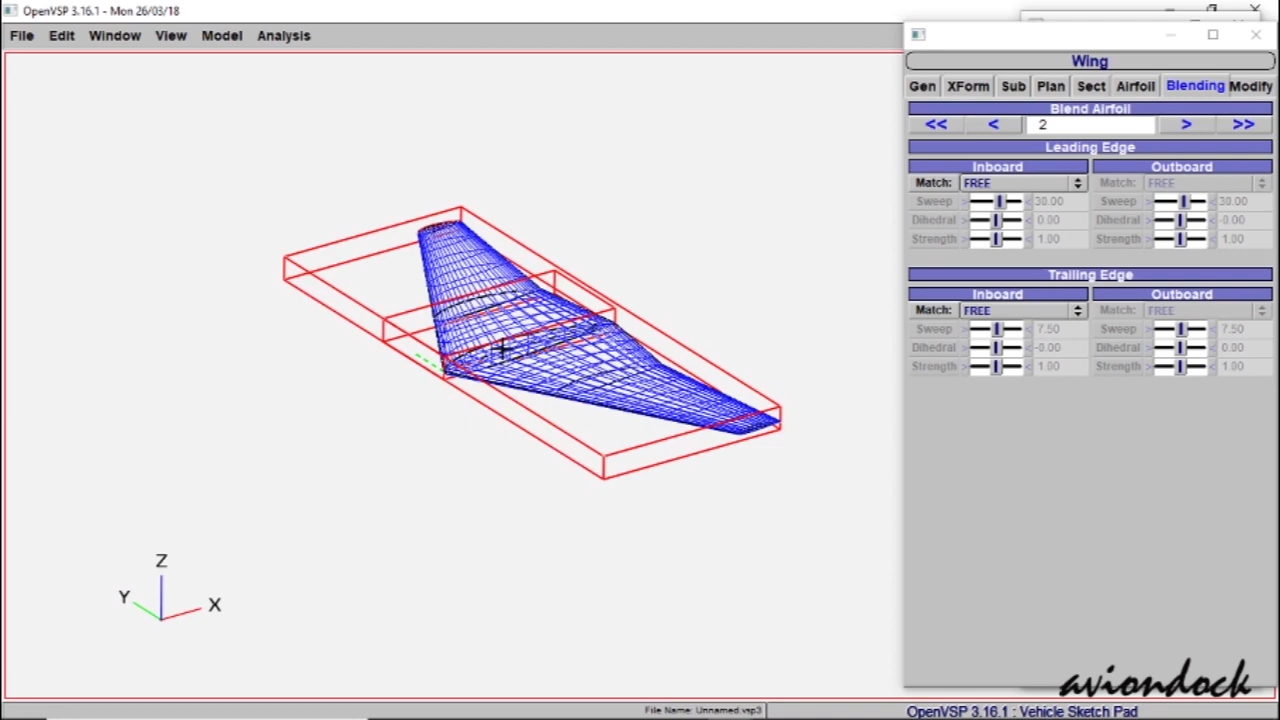 OpenVSP 3.16.1 - Mon 26/03/18
File Edit Window View Model Analysis
Wing
Gen XForm Sub Plan Sect Airfoil Blending Modify
Blend Airfoil
<< < 2 > >>
Leading Edge
Inboard Outboard
Match: FREE Match: FREE
Sweep > < 30.00 Sweep > < 30.00
Dihedral > < 0.00 Dihedral > < -0.00
Strength > < 1.00 Strength > < 1.00
Trailing Edge
Inboard Outboard
Match: FREE Match: FREE
Sweep > < 7.50 Sweep > < 7.50
Dihedral > < -0.00 Dihedral > < 0.00
Strength > < 1.00 Strength > < 1.00
Z
Y
X
aviondock
File Name: Unnamed.vsp3
OpenVSP 3.16.1 : Vehicle Sketch Pad